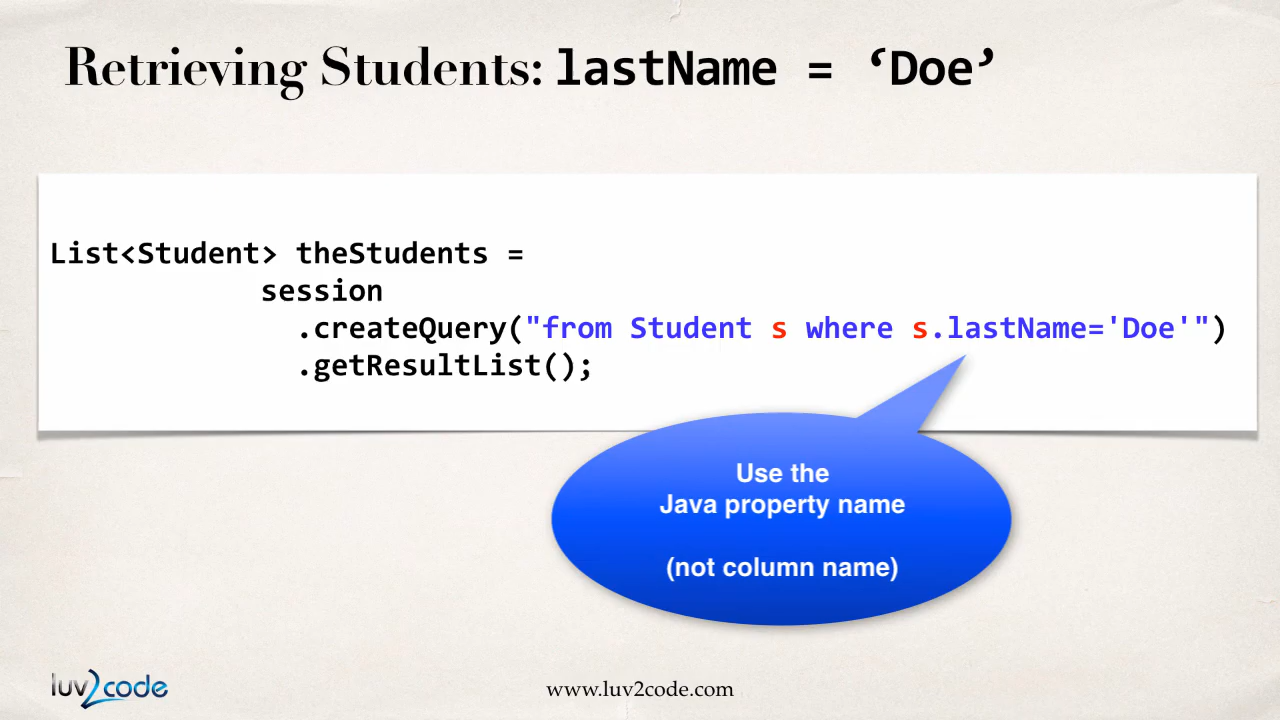 Retrieving Students: lastName = ‘Doe’
List<Student> theStudents =
session
.createQuery("from Student s where s.lastName='Doe'")
.getResultList();
Use the
Java property name
(not column name)
luv2code
www.luv2code.com